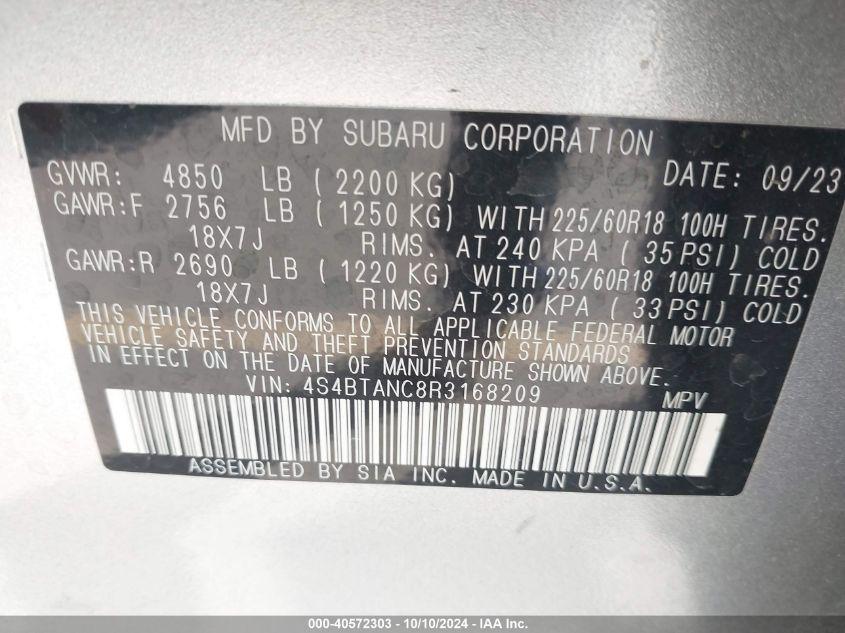 MFD BY SUBARU CORPORATION
GVWR: 4850 LB ( 2200 KG) DATE: 09/23
GAWR:F 2756 LB ( 1250 KG) WITH 225/60R18 100H TIRES.
18X7J RIMS. AT 240 KPA ( 35 PSI) COLD
GAWR:R 2690 LB ( 1220 KG) WITH 225/60R18 100H TIRES.
18X7J RIMS. AT 230 KPA ( 33 PSI) COLD
THIS VEHICLE CONFORMS TO ALL APPLICABLE FEDERAL MOTOR
VEHICLE SAFETY AND THEFT PREVENTION STANDARDS
IN EFFECT ON THE DATE OF MANUFACTURE SHOWN ABOVE.
VIN: 4S4BTANC8R3168209 MPV
ASSEMBLED BY SIA INC. MADE IN U.S.A.
000-40572303 - 10/10/2024 - IAA Inc.